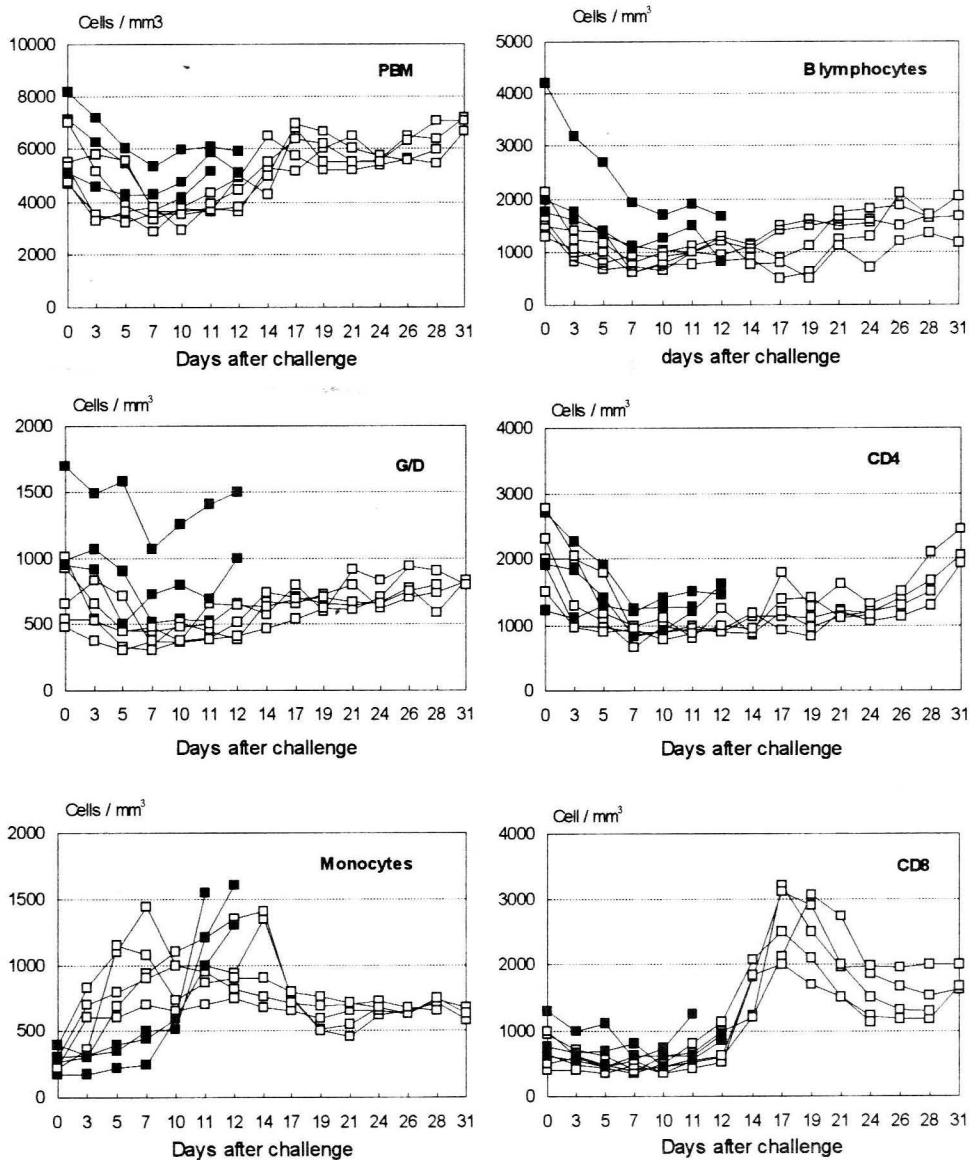 Cells / mm3
10000
8000
6000
4000
2000
0
PBM
0 3 5 7 10 11 12 14 17 19 21 24 26 28 31
Days after challenge
Cells / mm³
5000
4000
3000
2000
1000
0
B lymphocytes
0 3 5 7 10 11 12 14 17 19 21 24 26 28 31
days after challenge
Cells / mm³
2000
1500
1000
500
0
G/D
0 3 5 7 10 11 12 14 17 19 21 24 26 28 31
Days after challenge
Cells / mm³
4000
3000
2000
1000
0
CD4
0 3 5 7 10 11 12 14 17 19 21 24 26 28 31
Days after challenge
Cells / mm³
2000
1500
1000
500
0
Monocytes
0 3 5 7 10 11 12 14 17 19 21 24 26 28 31
Days after challenge
Cell / mm³
4000
3000
2000
1000
0
CD8
0 3 5 7 10 11 12 14 17 19 21 24 26 28 31
Days after challenge